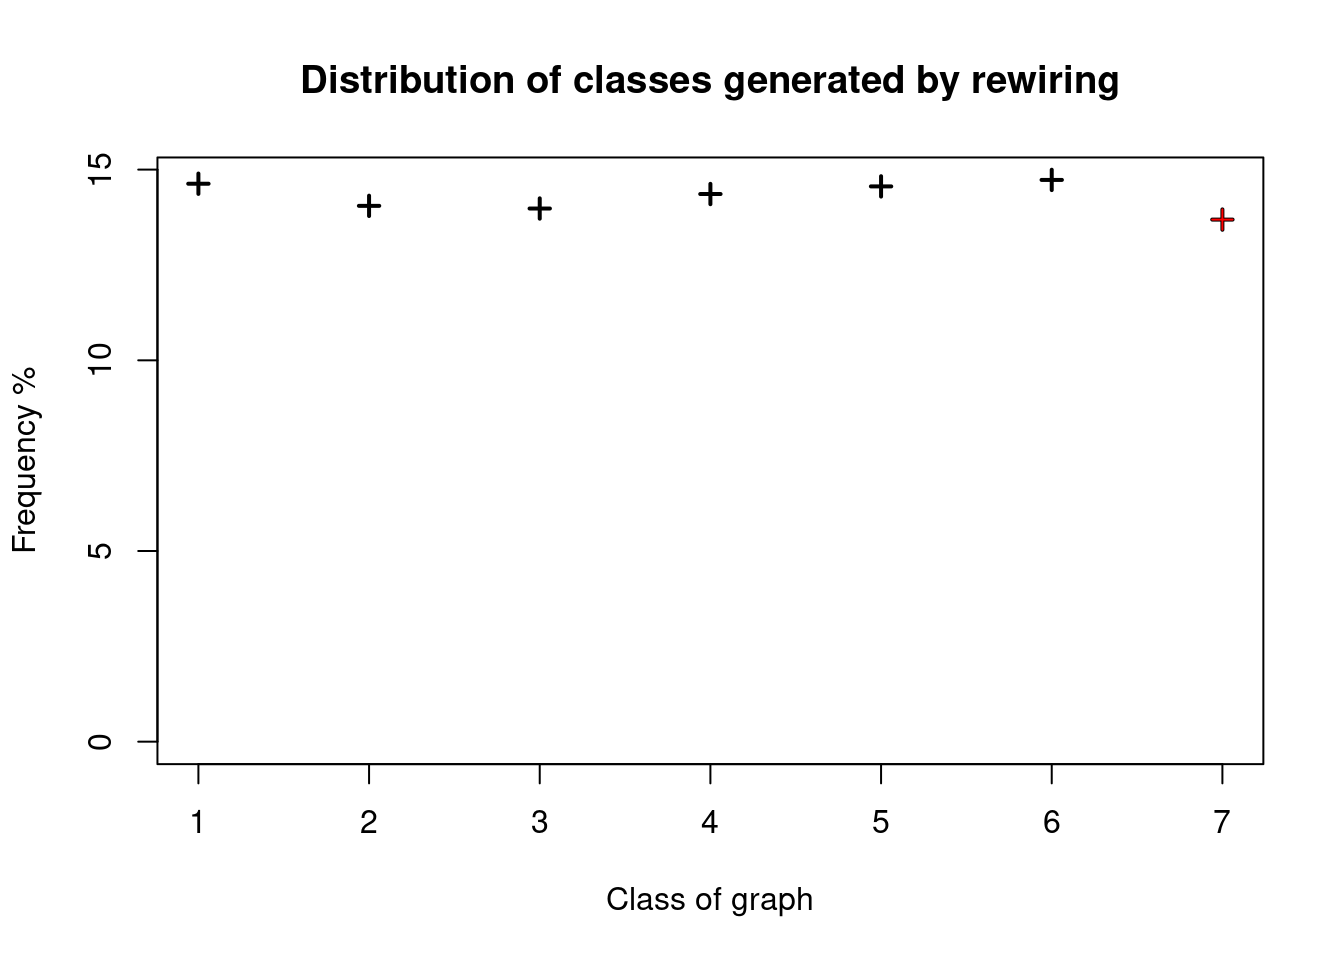 Distribution of classes generated by rewiring
Frequency %
15
10
5
0
1 2 3 4 5 6 7
Class of graph